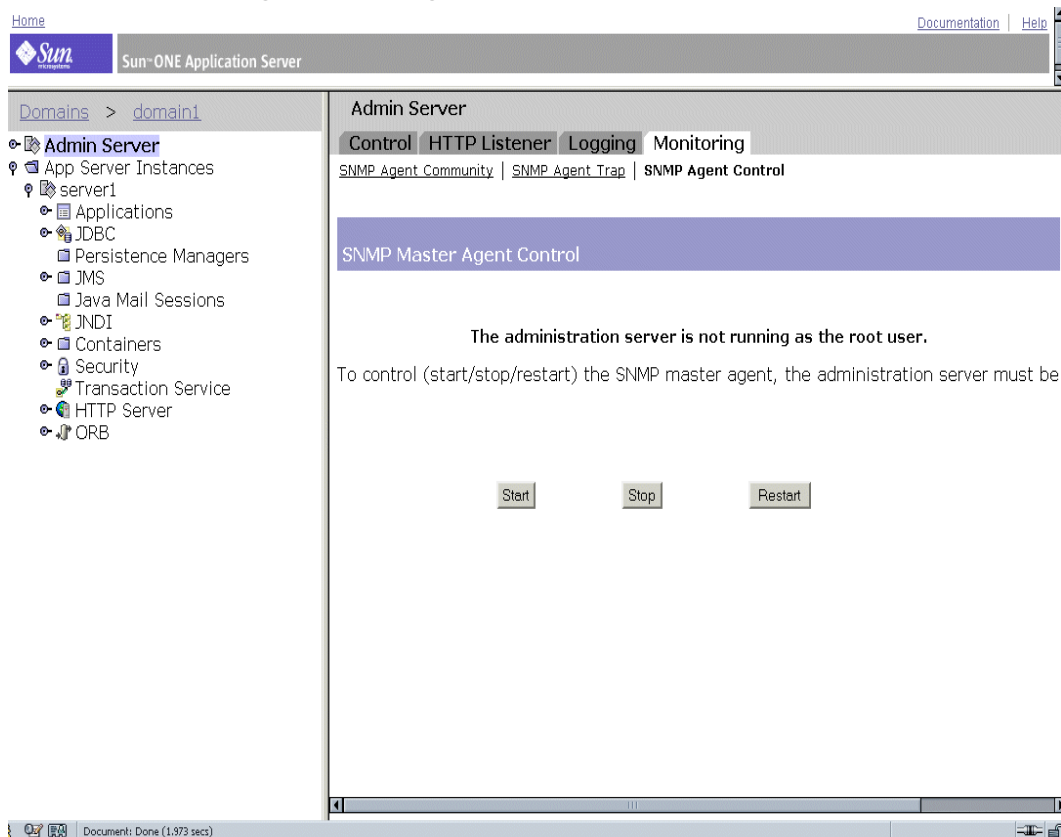 Home
Documentation | Help
Sun
microsystems
Sun™ ONE Application Server
Domains > domain1
Admin Server
App Server Instances
server1
Applications
JDBC
Persistence Managers
JMS
Java Mail Sessions
JNDI
Containers
Security
Transaction Service
HTTP Server
ORB
Admin Server
Control HTTP Listener Logging Monitoring
SNMP Agent Community | SNMP Agent Trap | SNMP Agent Control
SNMP Master Agent Control
The administration server is not running as the root user.
To control (start/stop/restart) the SNMP master agent, the administration server must be
Start Stop Restart
Document: Done (1.973 secs)